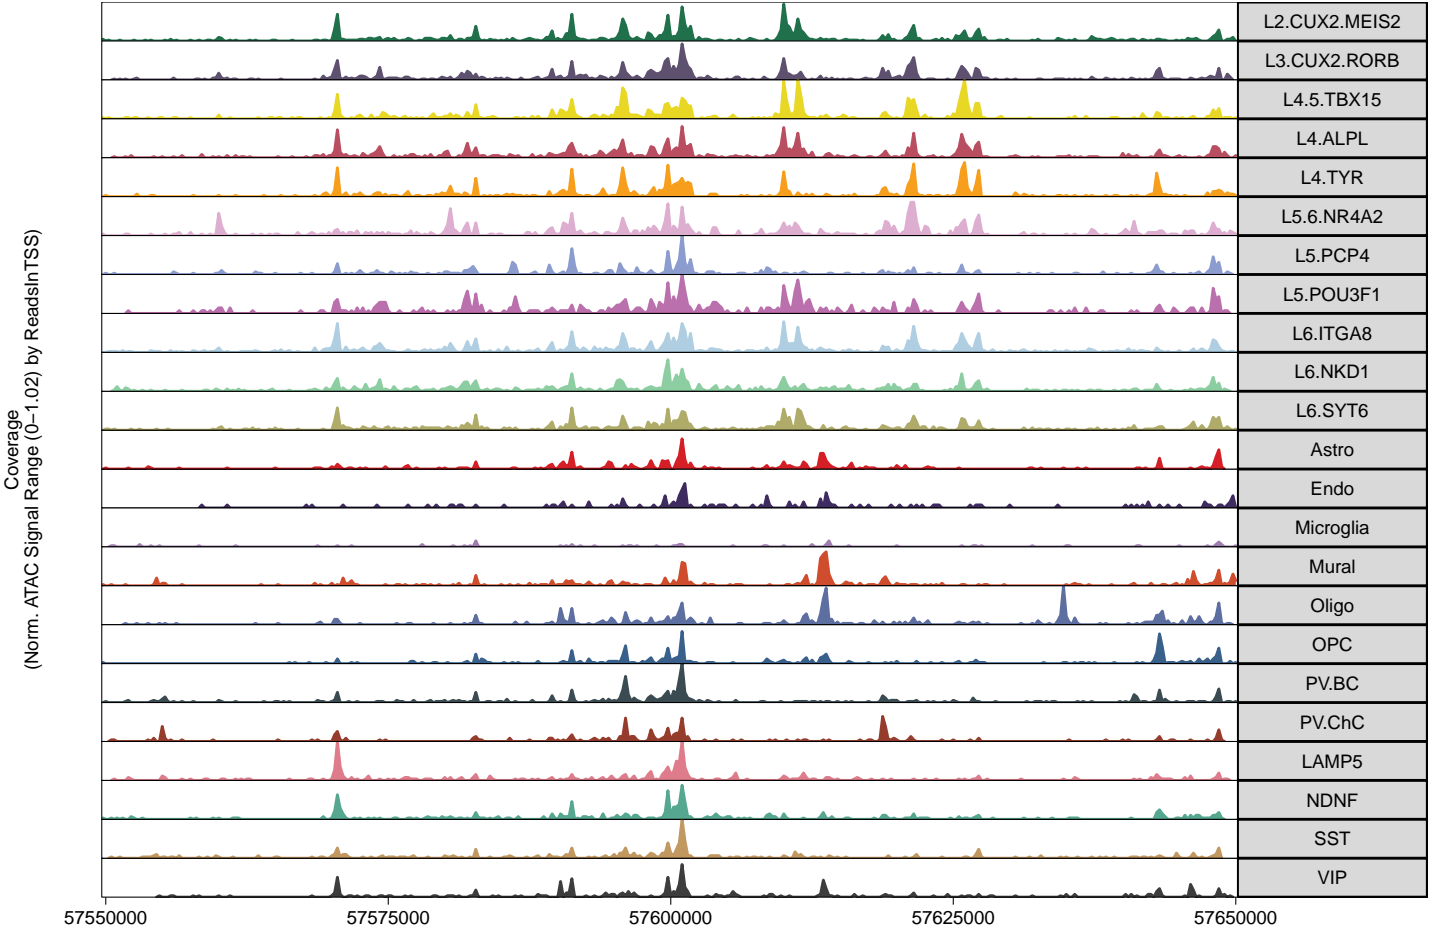 Coverage
(Norm. ATAC Signal Range (0–1.02) by ReadsInTSS)
L2.CUX2.MEIS2
L3.CUX2.RORB
L4.5.TBX15
L4.ALPL
L4.TYR
L5.6.NR4A2
L5.PCP4
L5.POU3F1
L6.ITGA8
L6.NKD1
L6.SYT6
Astro
Endo
Microglia
Mural
Oligo
OPC
PV.BC
PV.ChC
LAMP5
NDNF
SST
VIP
57550000 57575000 57600000 57625000 57650000